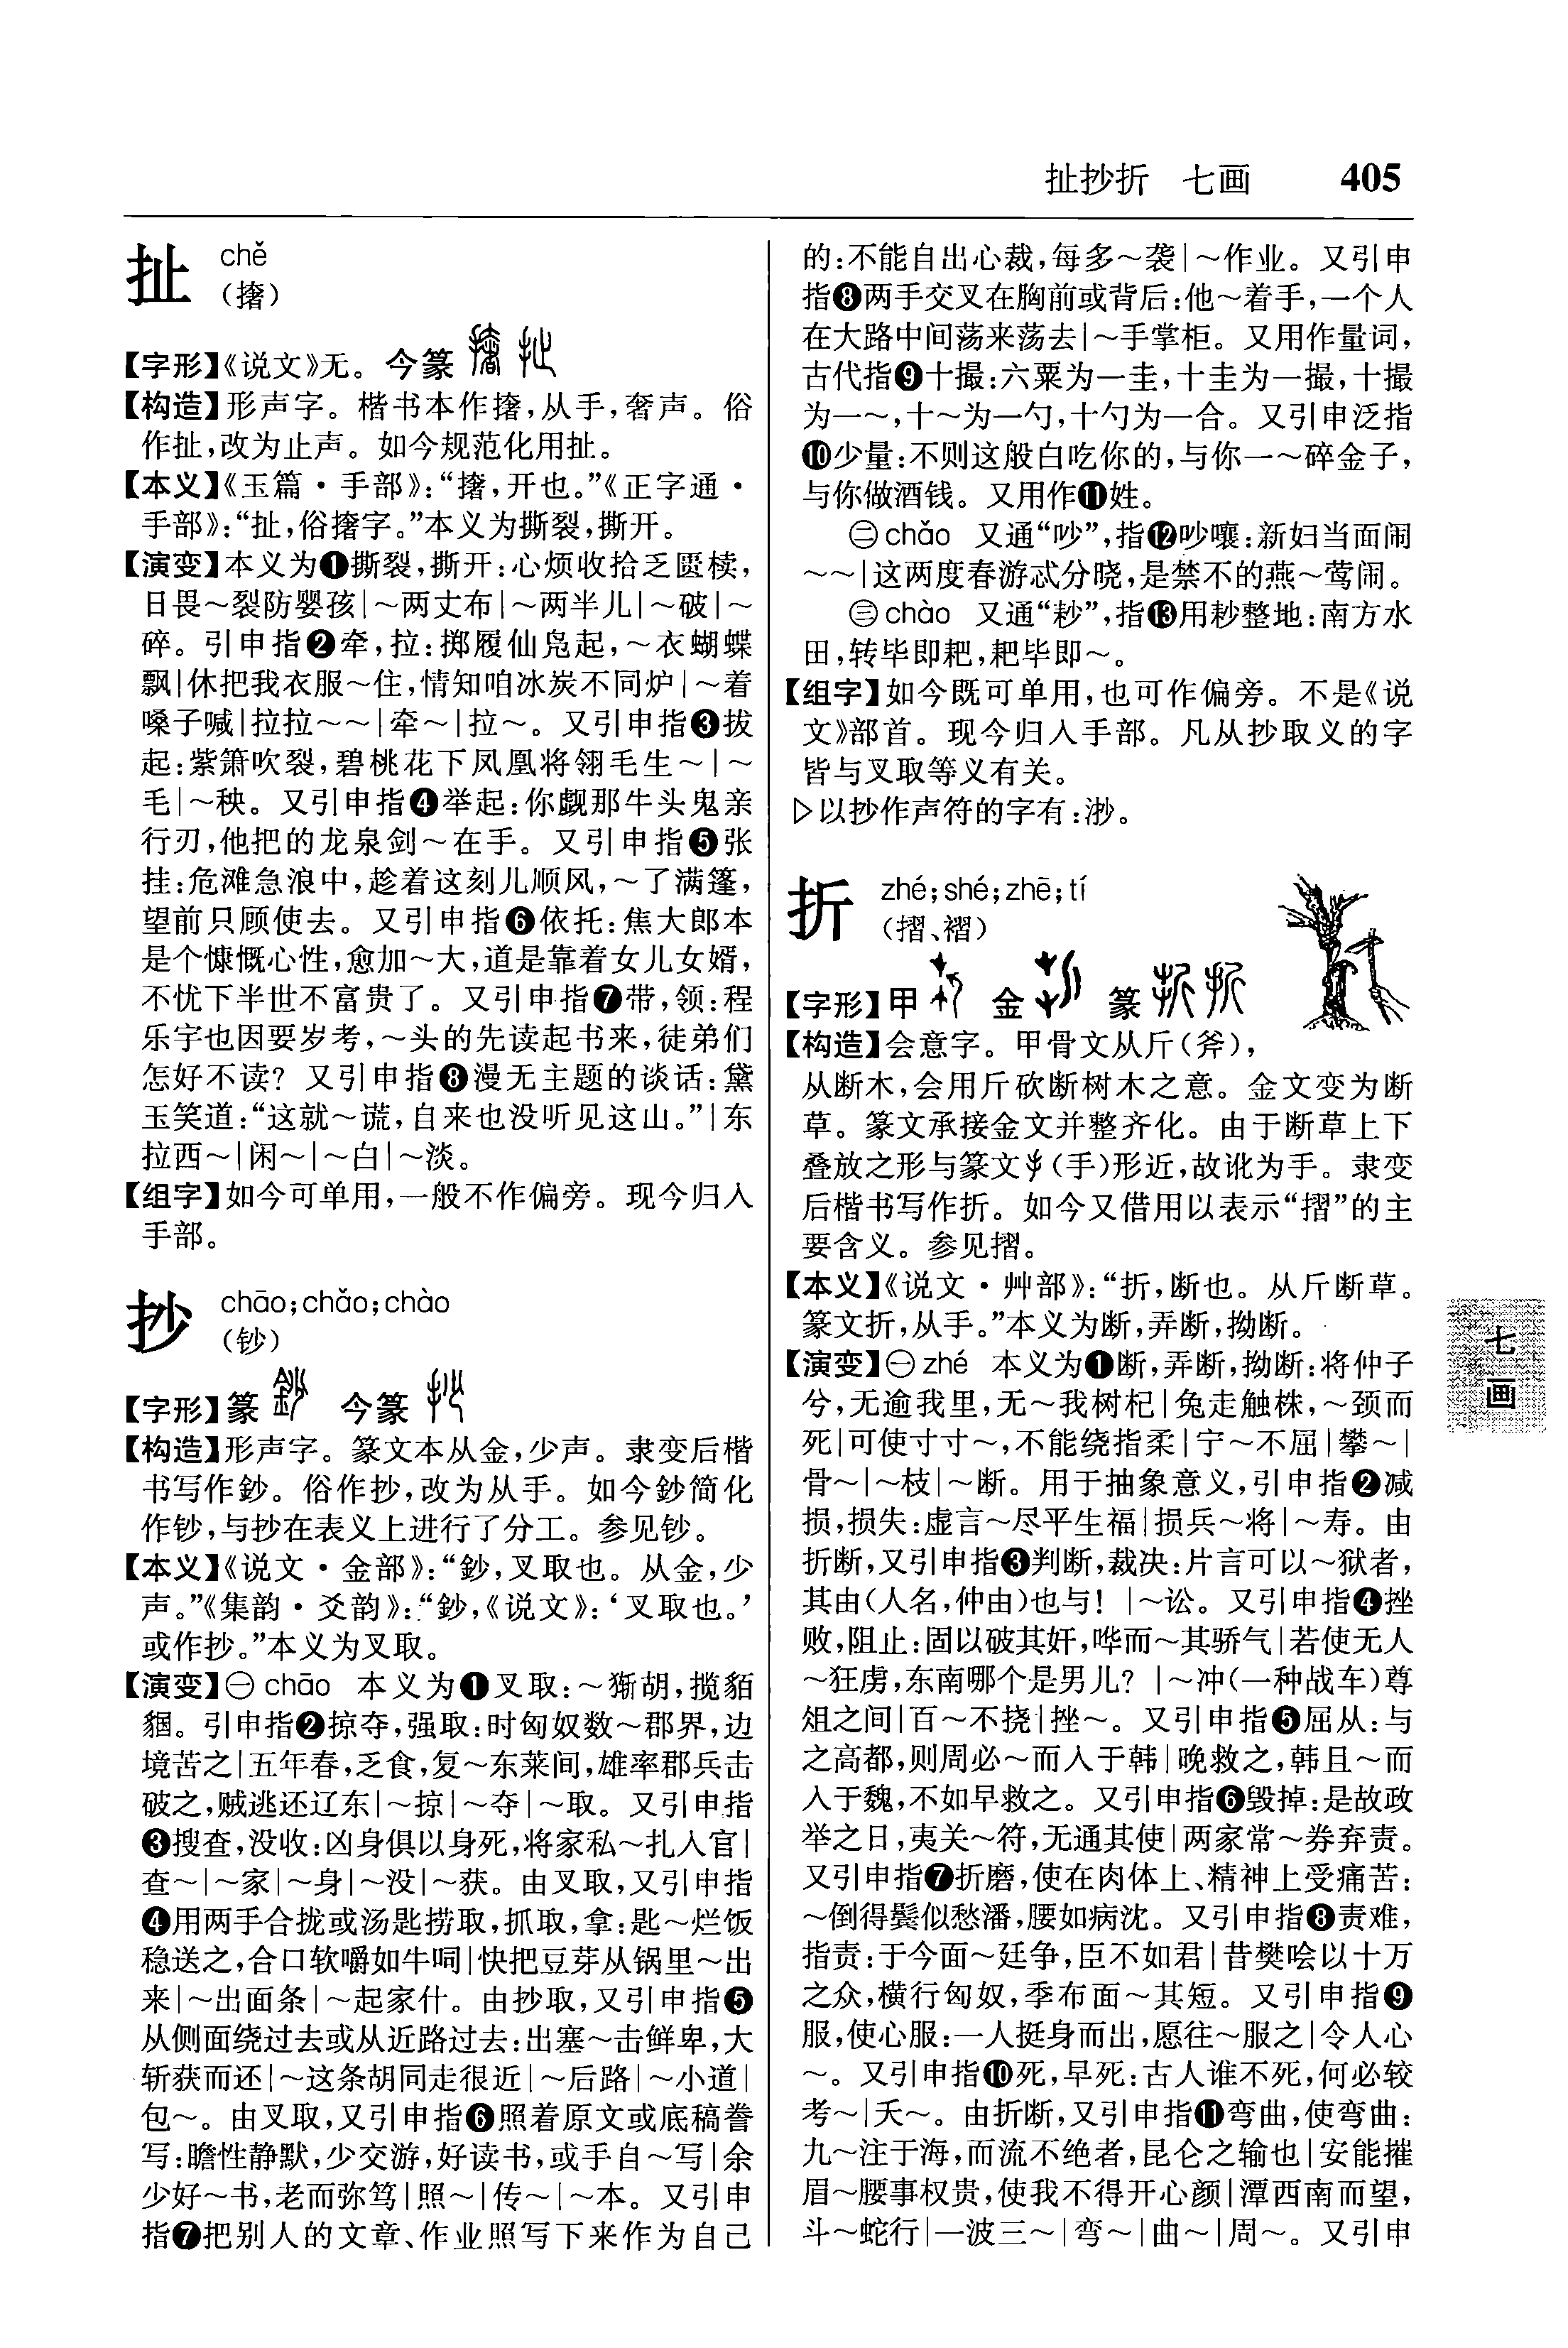 扯抄折 七画 405
扯 chě
（撦）
【字形】《说文》无。今篆
【构造】形声字。楷书本作撦，从手，奢声。俗
作扯，改为止声。如今规范化用扯。
【本义】《玉篇·手部》：“撦，开也。”《正字通·
手部》：“扯，俗撦字。”本义为撕裂，撕开。
【演变】本义为❶撕裂，撕开：心烦收拾乏匮椟，
日畏～裂防婴孩|～两丈布|～两半儿|～破|～
碎。引申指❷牵，拉：掷履仙凫起，～衣蝴蝶
飘|休把我衣服～住，情知咱冰炭不同炉|～着
嗓子喊|拉拉～～|牵～|拉～。又引申指❸拔
起：紫箫吹裂，碧桃花下凤凰将翎毛生～|～
毛|～秧。又引申指❹举起：你觑那牛头鬼亲
行刃，他把的龙泉剑～在手。又引申指❺张
挂：危滩急浪中，趁着这刻儿顺风，～了满篷，
望前只顾使去。又引申指❻依托：焦大郎本
是个慷慨心性，愈加～大，道是靠着女儿女婿，
不忧下半世不富贵了。又引申指❼带，领：程
乐宇也因要岁考，～头的先读起书来，徒弟们
怎好不读？又引申指❽漫无主题的谈话：黛
玉笑道：“这就～谎，自来也没听见这山。”|东
拉西～|闲～|～白|～淡。
【组字】如今可单用，一般不作偏旁。现今归入
手部。
抄 chāo；chǎo；chào
（钞）
【字形】篆 今篆
【构造】形声字。篆文本从金，少声。隶变后楷
书写作鈔。俗作抄，改为从手。如今鈔简化
作钞，与抄在表义上进行了分工。参见钞。
【本义】《说文·金部》：“鈔，叉取也。从金，少
声。”《集韵·爻韵》：“鈔，《说文》：‘叉取也。’
或作抄。”本义为叉取。
【演变】㊀chāo 本义为❶叉取：～獑胡，揽貊
猸。引申指❷掠夺，强取：时匈奴数～郡界，边
境苦之|五年春，乏食，复～东莱间，雄率郡兵击
破之，贼逃还辽东|～掠|～夺|～取。又引申指
❸搜查，没收：凶身俱以身死，将家私～扎入官|
查～|～家|～身|～没|～获。由叉取，又引申指
❹用两手合拢或汤匙捞取，抓取，拿：匙～烂饭
稳送之，合口软嚼如牛呞|快把豆芽从锅里～出
来|～出面条|～起家什。由抄取，又引申指❺
从侧面绕过去或从近路过去：出塞～击鲜卑，大
斩获而还|～这条胡同走很近|～后路|～小道|
包～。由叉取，又引申指❻照着原文或底稿誊
写：瞻性静默，少交游，好读书，或手自～写|余
少好～书，老而弥笃|照～|传～|～本。又引申
指❼把别人的文章、作业照写下来作为自己
的：不能自出心裁，每多～袭|～作业。又引申
指❽两手交叉在胸前或背后：他～着手，一个人
在大路中间荡来荡去|～手掌柜。又用作量词，
古代指❾十撮：六粟为一圭，十圭为一撮，十撮
为一～，十～为一勺，十勺为一合。又引申泛指
❿少量：不则这般白吃你的，与你一～碎金子，
与你做酒钱。又用作⓫姓。
㊁chǎo 又通“吵”，指⓬吵嚷：新妇当面闹
～～|这两度春游忒分晓，是禁不的燕～莺闹。
㊂chào 又通“耖”，指⓭用耖整地：南方水
田，转毕即耙，耙毕即～。
【组字】如今既可单用，也可作偏旁。不是《说
文》部首。现今归入手部。凡从抄取义的字
皆与叉取等义有关。
▷以抄作声符的字有：渺。
折 zhé；shé；zhē；tí
（摺、褶）
【字形】甲 金 篆
【构造】会意字。甲骨文从斤（斧），
从断木，会用斤砍断树木之意。金文变为断
草。篆文承接金文并整齐化。由于断草上下
叠放之形与篆文（手）形近，故讹为手。隶变
后楷书写作折。如今又借用以表示“摺”的主
要含义。参见摺。
【本义】《说文·艸部》：“折，断也。从斤断草。
篆文折，从手。”本义为断，弄断，拗断。
【演变】㊀zhé 本义为❶断，弄断，拗断：将仲子
兮，无逾我里，无～我树杞|兔走触株，～颈而
死|可使寸寸～，不能绕指柔|宁～不屈|攀～|
骨～|～枝|～断。用于抽象意义，引申指❷减
损，损失：虚言～尽平生福|损兵～将|～寿。由
折断，又引申指❸判断，裁决：片言可以～狱者，
其由（人名，仲由）也与！|～讼。又引申指❹挫
败，阻止：固以破其奸，哗而～其骄气|若使无人
～狂虏，东南哪个是男儿？|～冲（一种战车）尊
俎之间|百～不挠|挫～。又引申指❺屈从：与
之高都，则周必～而入于韩|晚救之，韩且～而
入于魏，不如早救之。又引申指❻毁掉：是故政
举之日，夷关～符，无通其使|两家常～券弃责。
又引申指❼折磨，使在肉体上、精神上受痛苦：
～倒得鬓似愁潘，腰如病沈。又引申指❽责难，
指责：于今面～廷争，臣不如君|昔樊哙以十万
之众，横行匈奴，季布面～其短。又引申指❾
服，使心服：一人挺身而出，愿往～服之|令人心
～。又引申指❿死，早死：古人谁不死，何必较
考～|夭～。由折断，又引申指⓫弯曲，使弯曲：
九～注于海，而流不绝者，昆仑之输也|安能摧
眉～腰事权贵，使我不得开心颜|潭西南而望，
斗～蛇行|一波三～|弯～|曲～|周～。又引申
七画